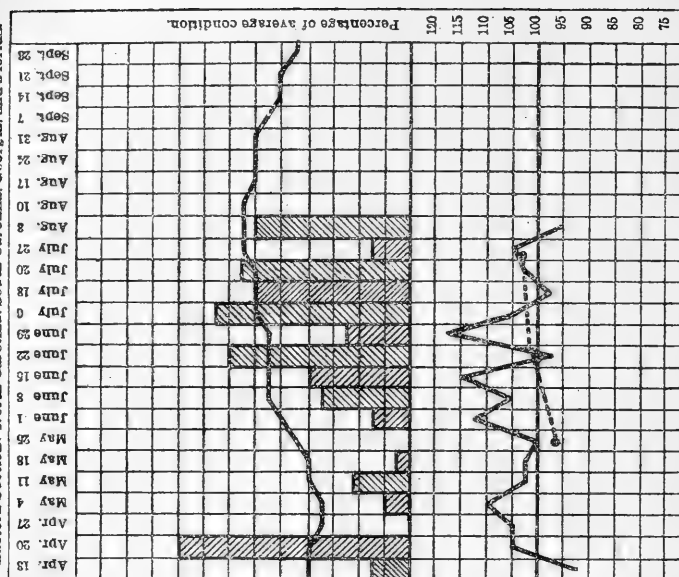 Apr. 13
Apr. 20
Apr. 27
May 4
May 11
May 18
May 25
June 1
June 8
June 15
June 22
June 29
July 6
July 13
July 20
July 27
Aug. 3
Aug. 10
Aug. 17
Aug. 24
Aug. 31
Sept. 7
Sept. 14
Sept. 21
Sept. 28
Percentage of average condition.
120
115
110
105
100
95
90
85
80
75